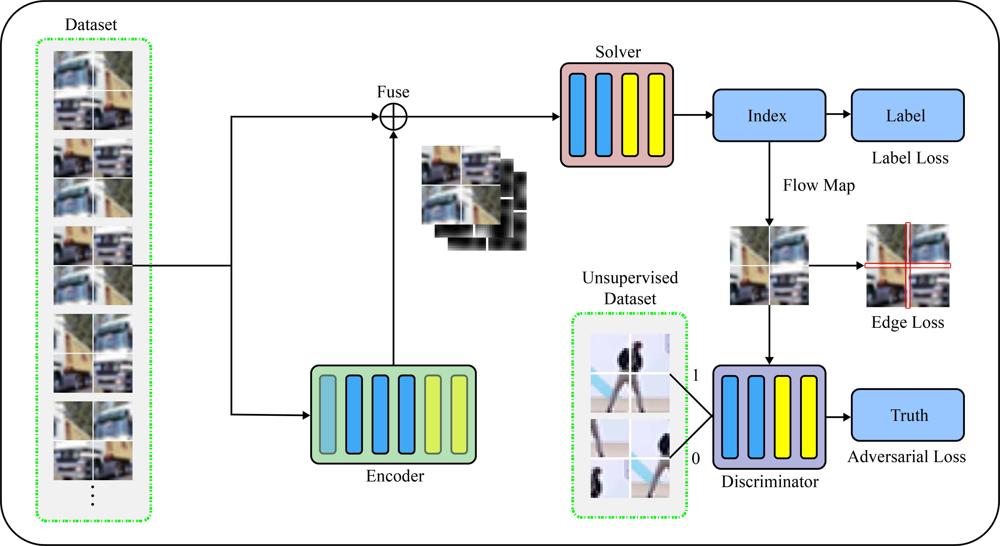 Dataset
Solver
Fuse
Index
Label
Label Loss
Flow Map
Unsupervised
Dataset
Edge Loss
1
0
Truth
Adversarial Loss
Encoder
Discriminator